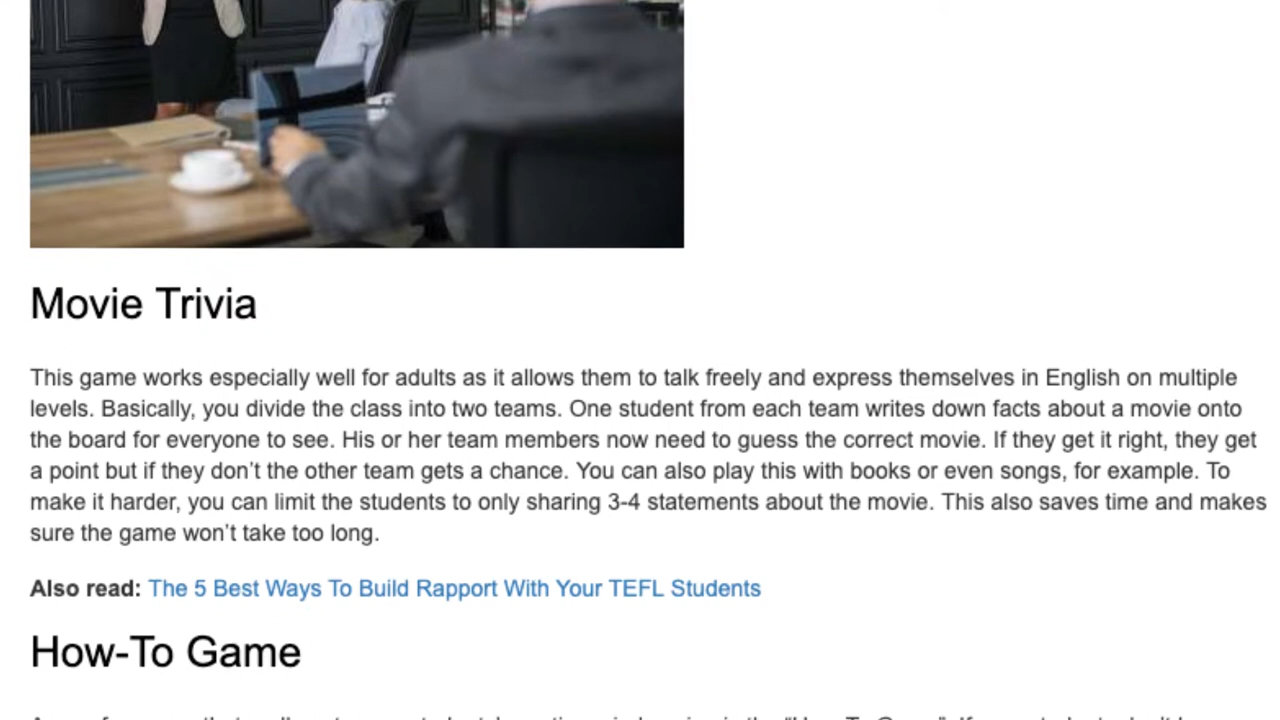 Movie Trivia
This game works especially well for adults as it allows them to talk freely and express themselves in English on multiple
levels. Basically, you divide the class into two teams. One student from each team writes down facts about a movie onto
the board for everyone to see. His or her team members now need to guess the correct movie. If they get it right, they get
a point but if they don’t the other team gets a chance. You can also play this with books or even songs, for example. To
make it harder, you can limit the students to only sharing 3-4 statements about the movie. This also saves time and makes
sure the game won’t take too long.
Also read: The 5 Best Ways To Build Rapport With Your TEFL Students
How-To Game